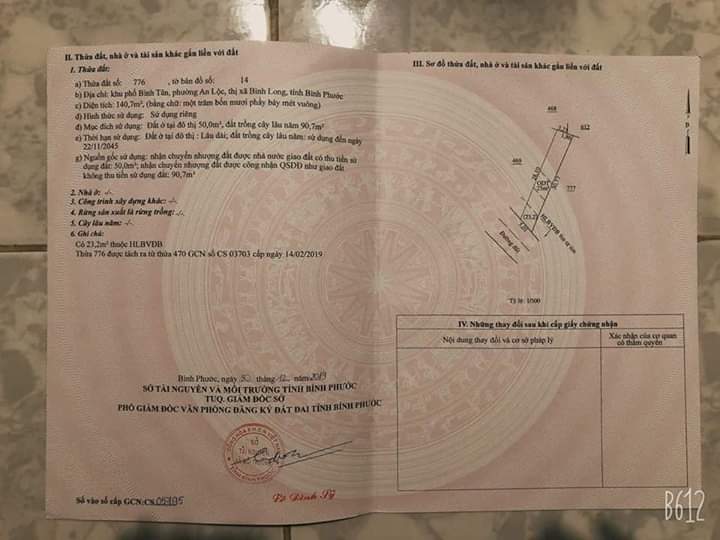 II. Thửa đất, nhà ở và tài sản khác gắn liền với đất
1. Thửa đất:
a) Thửa đất số: 776 , tờ bản đồ số: 14
b) Địa chỉ: khu phố Bình Tân, phường An Lộc, thị xã Bình Long, tỉnh Bình Phước
c) Diện tích: 140,7m², (bằng chữ: một trăm bốn mươi phẩy bảy mét vuông)
d) Hình thức sử dụng: Sử dụng riêng
đ) Mục đích sử dụng: Đất ở tại đô thị 50,0m², đất trồng cây lâu năm 90,7m²
e) Thời hạn sử dụng: Đất ở tại đô thị : Lâu dài; đất trồng cây lâu năm: sử dụng đến ngày
22/11/2045
g) Nguồn gốc sử dụng: nhận chuyển nhượng đất được nhà nước giao đất có thu tiền sử
dụng đất: 50,0m²; nhận chuyển nhượng đất được công nhận QSDĐ như giao đất
không thu tiền sử dụng đất: 90,7m²
2. Nhà ở: -/-
3. Công trình xây dựng khác: -/-
4. Rừng sản xuất là rừng trồng: -/-
5. Cây lâu năm: -/-
6. Ghi chú:
Có 23,2m² thuộc HLBVĐB
Thửa 776 được tách ra từ thửa 470 GCN số CS 03703 cấp ngày 14/02/2019
Bình Phước, ngày tháng năm 2019
SỞ TÀI NGUYÊN VÀ MÔI TRƯỜNG TỈNH BÌNH PHƯỚC
TUQ. GIÁM ĐỐC SỞ
PHÓ GIÁM ĐỐC VĂN PHÒNG ĐĂNG KÝ ĐẤT ĐAI TỈNH BÌNH PHƯỚC
Số vào sổ cấp GCN: CS
III. Sơ đồ thửa đất, nhà ở và tài sản khác gắn liền với đất
B
468
632
469
777
(23.2)
HLBVĐB
Đường Bộ
Tỷ lệ: 1/500
IV. Những thay đổi sau khi cấp giấy chứng nhận
Nội dung thay đổi và cơ sở pháp lý
Xác nhận của cơ quan
có thẩm quyền
B612